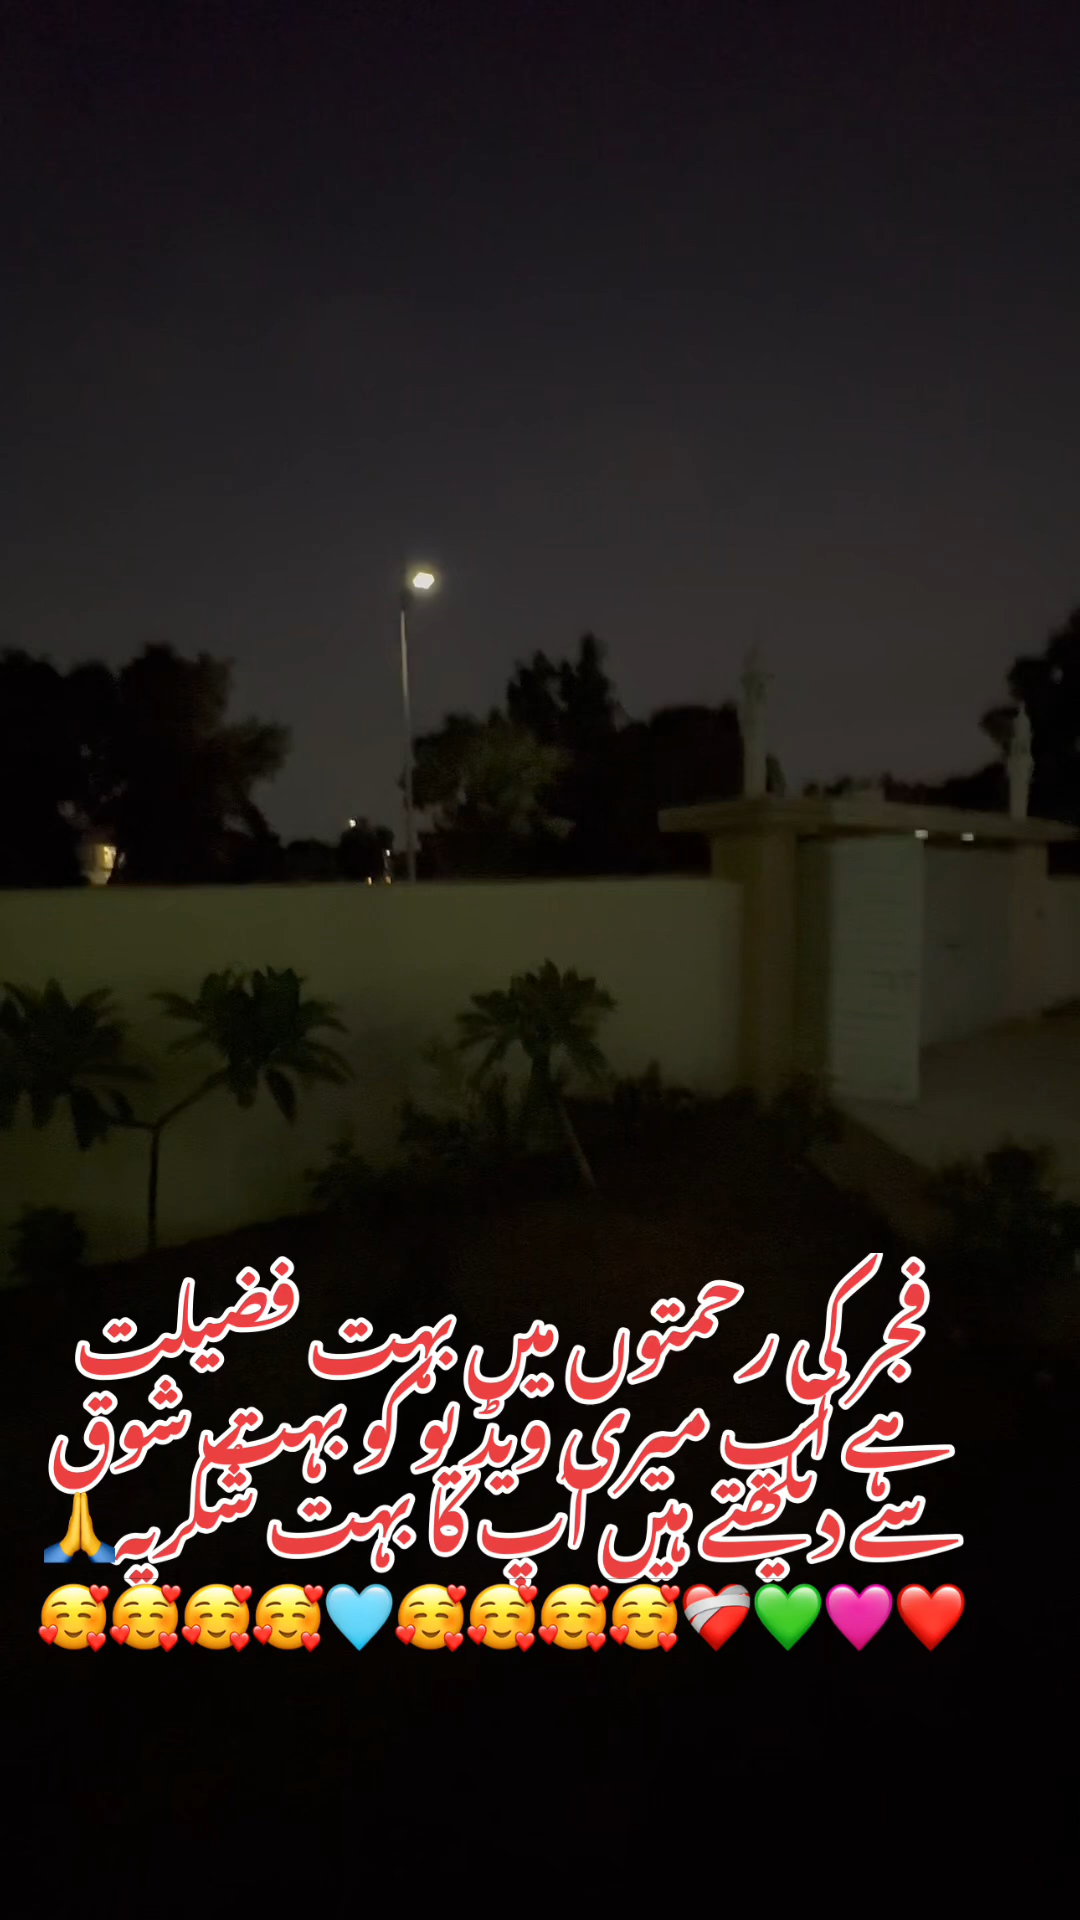 فجر کی رحمتوں میں بہت فضیلت
ہے اپ میری ویڈیو کو بہت شوق
سے دیکھتے ہیں آپ کا بہت شکریہ🙏
❤️🩷💚❤️‍🩹🥰🥰🥰🥰🩵🥰🥰🥰🥰